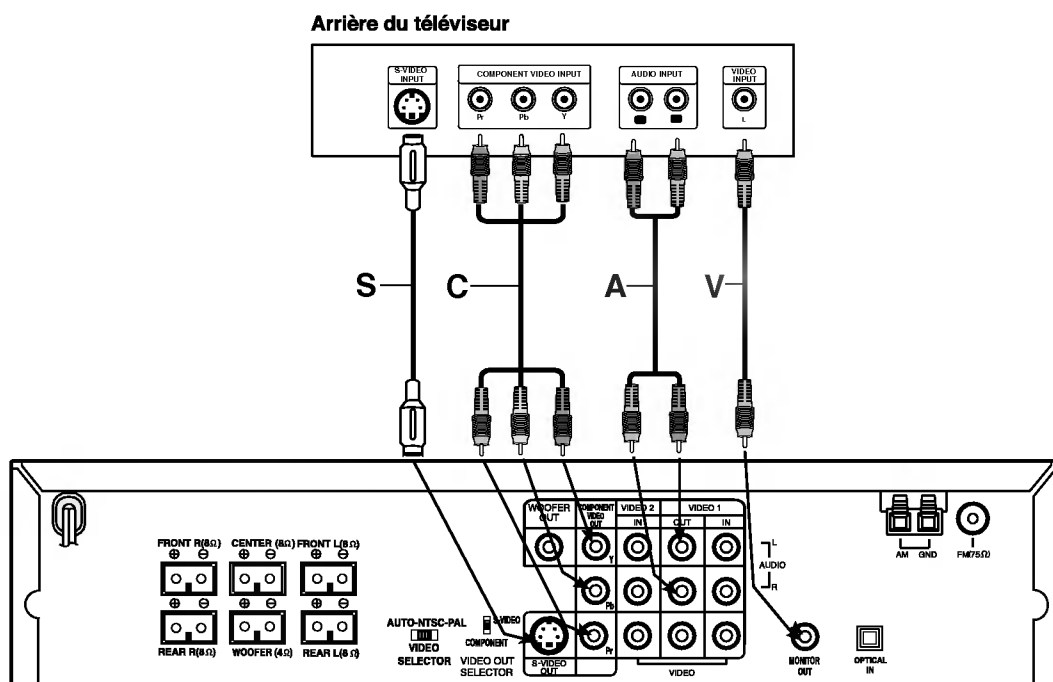 Arrière du téléviseur
S-VIDEO
INPUT
COMPONENT VIDEO INPUT
Pr
Pb
Y
AUDIO INPUT
VIDEO
INPUT
L
S
C
A
V
WOOFER
OUT
COMPONENT
VIDEO
OUT
VIDEO 2
IN
VIDEO 1
OUT
IN
Y
Pb
Pr
L
AUDIO
R
FRONT R(8Ω)
CENTER (8Ω)
FRONT L(8Ω)
⊕ ⊖
⊕ ⊖
⊕ ⊖
⊕ ⊖
⊕ ⊖
⊕ ⊖
REAR R(8Ω)
WOOFER (4Ω)
REAR L(8Ω)
AUTO-NTSC-PAL
VIDEO
SELECTOR
S-VIDEO
COMPONENT
VIDEO OUT
SELECTOR
S-VIDEO
OUT
VIDEO
MONITOR
OUT
OPTICAL
IN
AM
GND
FM(75Ω)